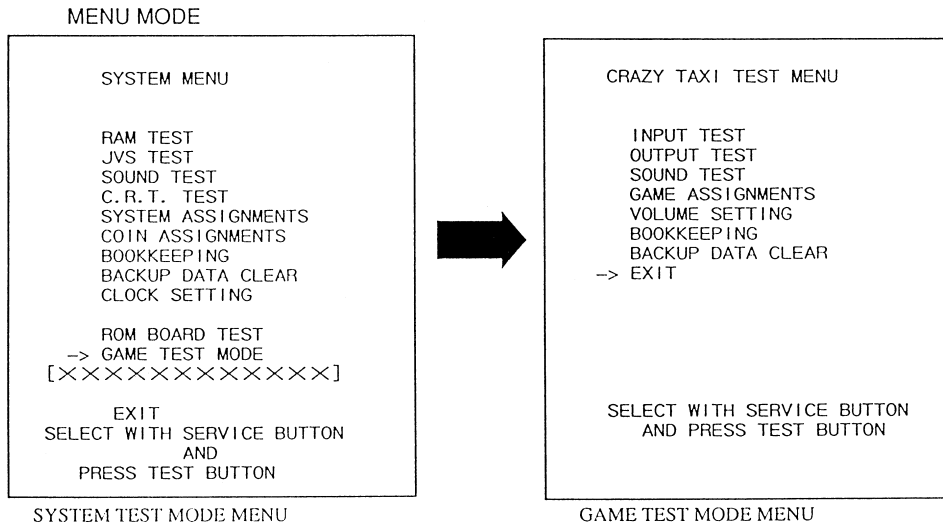 MENU MODE
SYSTEM MENU
RAM TEST
JVS TEST
SOUND TEST
C.R.T. TEST
SYSTEM ASSIGNMENTS
COIN ASSIGNMENTS
BOOKKEEPING
BACKUP DATA CLEAR
CLOCK SETTING
ROM BOARD TEST
-> GAME TEST MODE
[XXXXXXXXXXXX]
EXIT
SELECT WITH SERVICE BUTTON
AND
PRESS TEST BUTTON
SYSTEM TEST MODE MENU
CRAZY TAXI TEST MENU
INPUT TEST
OUTPUT TEST
SOUND TEST
GAME ASSIGNMENTS
VOLUME SETTING
BOOKKEEPING
BACKUP DATA CLEAR
-> EXIT
SELECT WITH SERVICE BUTTON
AND PRESS TEST BUTTON
GAME TEST MODE MENU